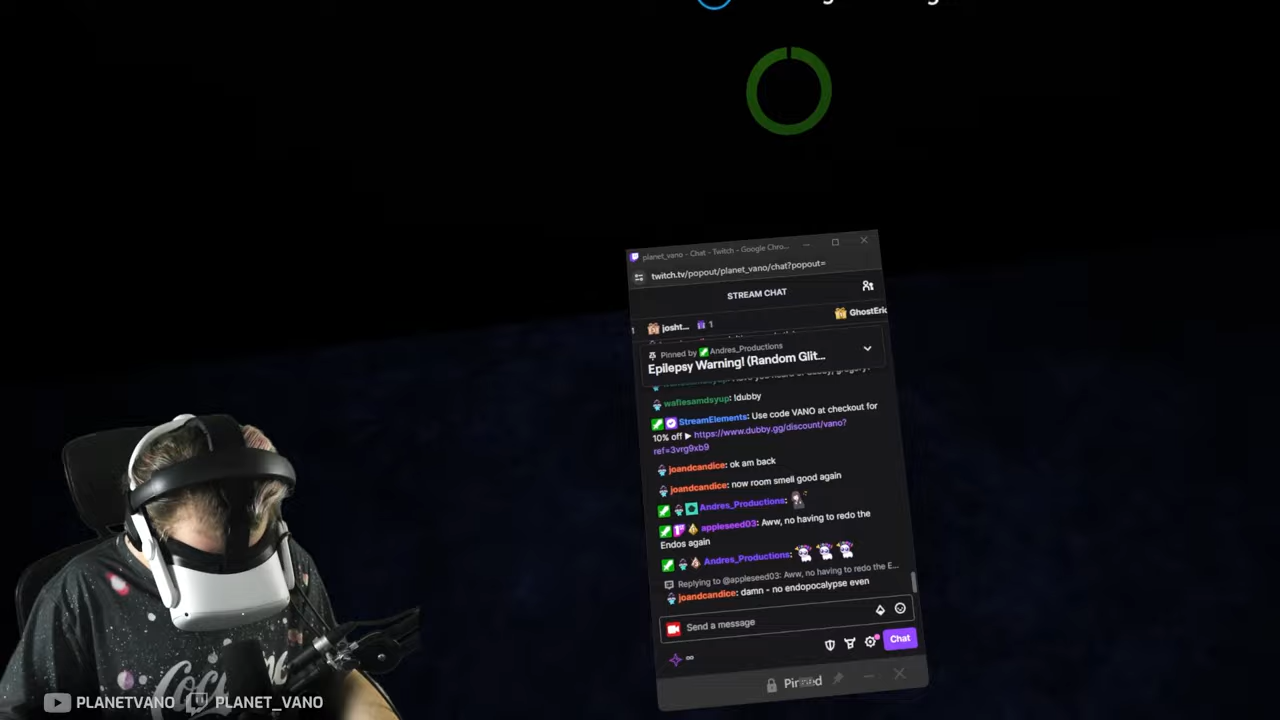 planet_vano - Chat - Twitch - Google Chro...
twitch.tv/popout/planet_vano/chat?popout=
STREAM CHAT
josht... 1
GhostEric
Pinned by Andres_Productions
Epilepsy Warning! (Random Glit...
wafiesamdsyup: !dubby
StreamElements: Use code VANO at checkout for
10% off ▶ https://www.dubby.gg/discount/vano?
ref=3vrg9xb9
joandcandice: ok am back
joandcandice: now room smell good again
Andres_Productions:
appleseed03: Aww, no having to redo the
Endos again
Andres_Productions:
Replying to @appleseed03: Aww, no having to redo the E...
joandcandice: damn - no endopocalypse even
Send a message
Chat
Pinned
PLANETVANO PLANET_VANO